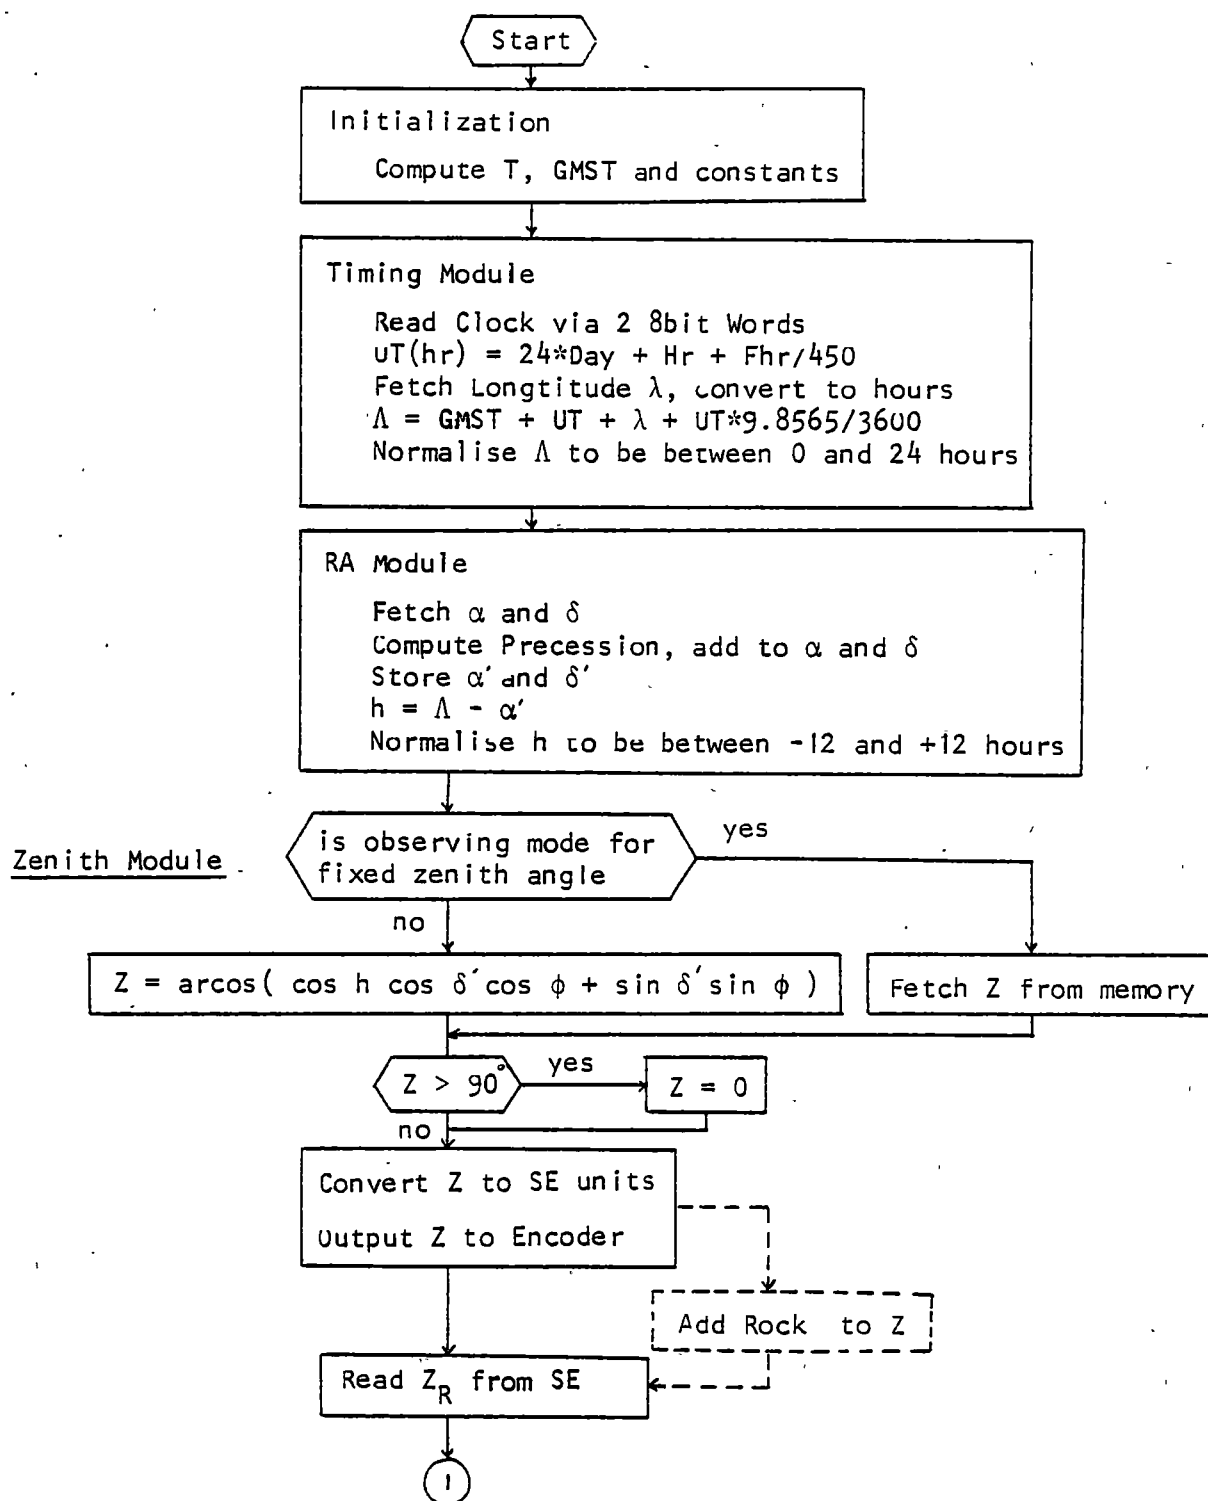 Start
Initialization
Compute T, GMST and constants
Timing Module
Read Clock via 2 8bit Words
UT(hr) = 24*Day + Hr + Fhr/450
Fetch Longtitude λ, convert to hours
Λ = GMST + UT + λ + UT*9.8565/3600
Normalise Λ to be between 0 and 24 hours
RA Module
Fetch α and δ
Compute Precession, add to α and δ
Store α′ and δ′
h = Λ - α′
Normalise h to be between -12 and +12 hours
Zenith Module
is observing mode for
fixed zenith angle
yes
no
Z = arcos( cos h cos δ′cos ϕ + sin δ′sin ϕ )
Fetch Z from memory
Z > 90°
yes
Z = 0
no
Convert Z to SE units
Output Z to Encoder
Add Rock to Z
Read Z_R from SE
1